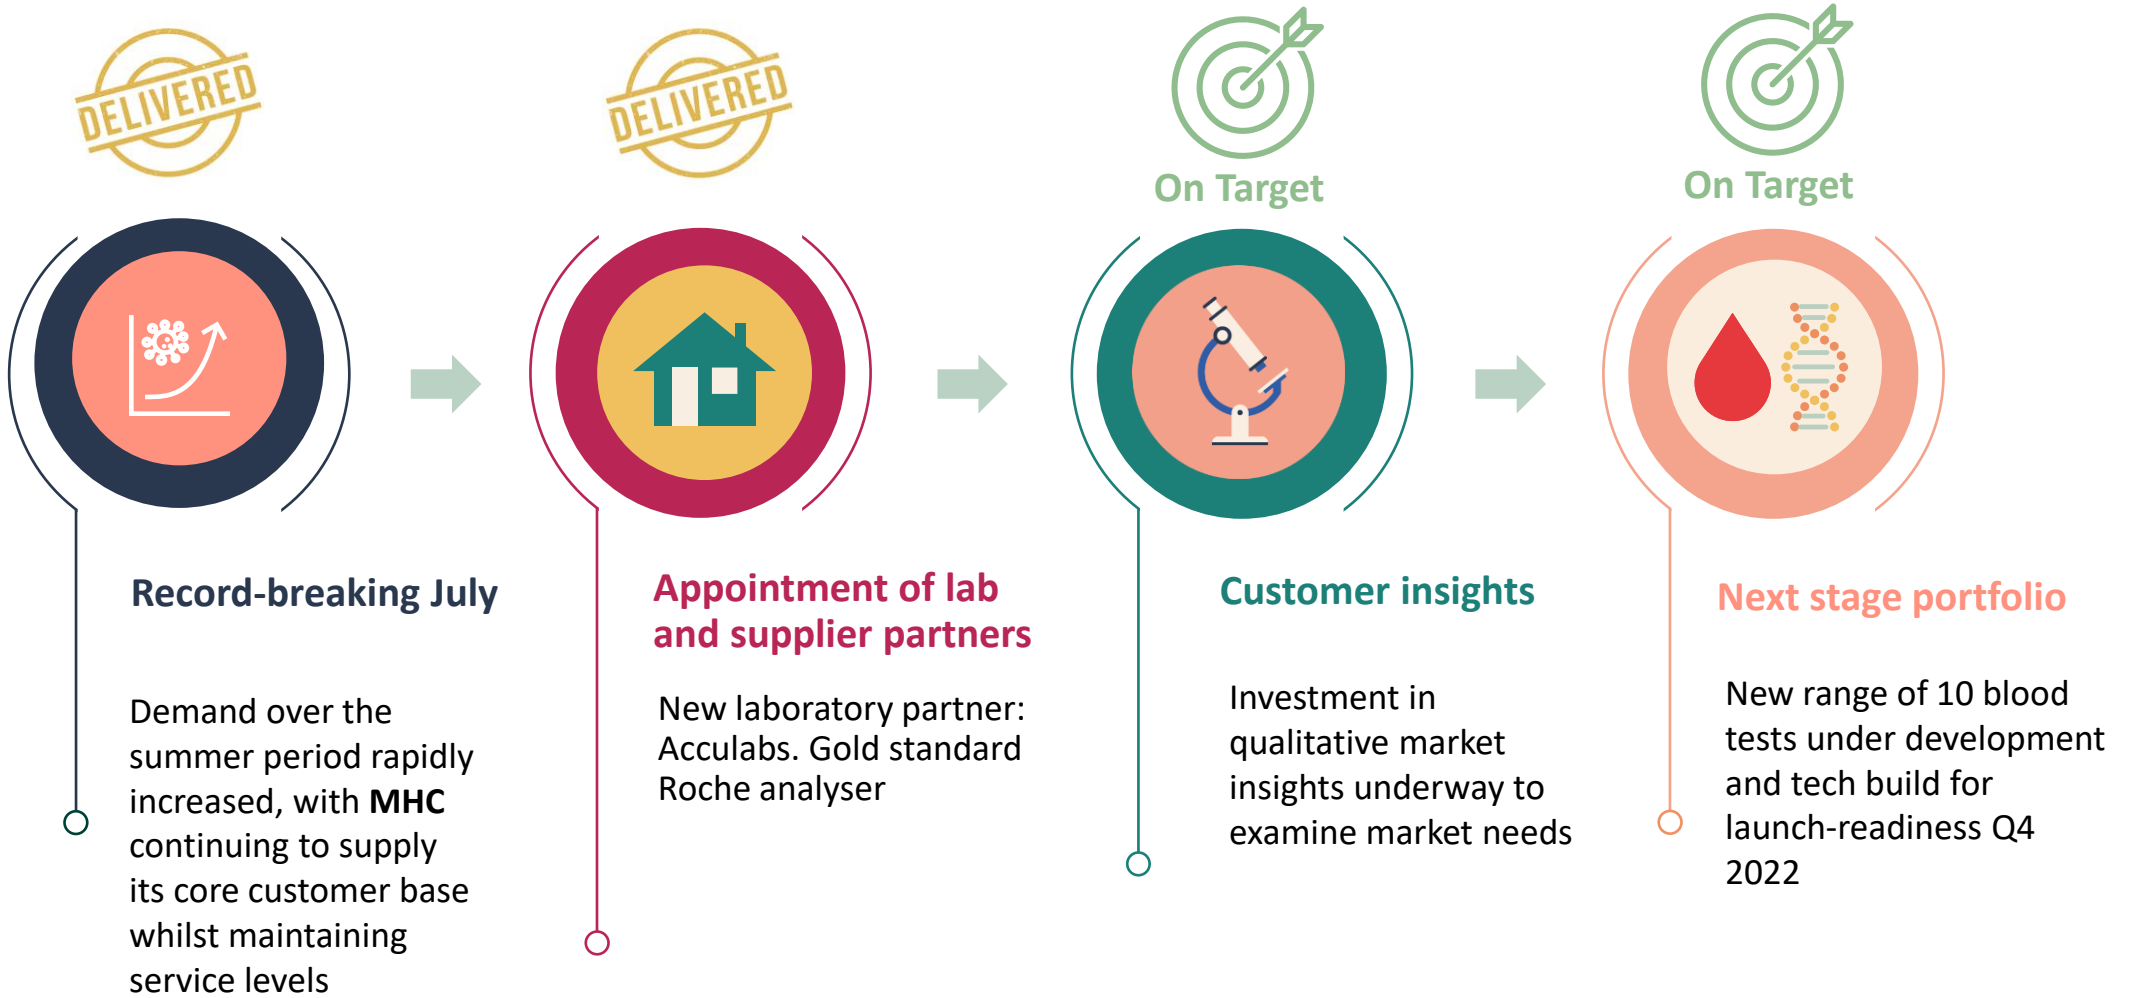 DELIVERED
DELIVERED
On Target
On Target
Record-breaking July
Demand over the
summer period rapidly
increased, with MHC
continuing to supply
its core customer base
whilst maintaining
service levels
Appointment of lab
and supplier partners
New laboratory partner:
Acculabs. Gold standard
Roche analyser
Customer insights
Investment in
qualitative market
insights underway to
examine market needs
Next stage portfolio
New range of 10 blood
tests under development
and tech build for
launch-readiness Q4
2022